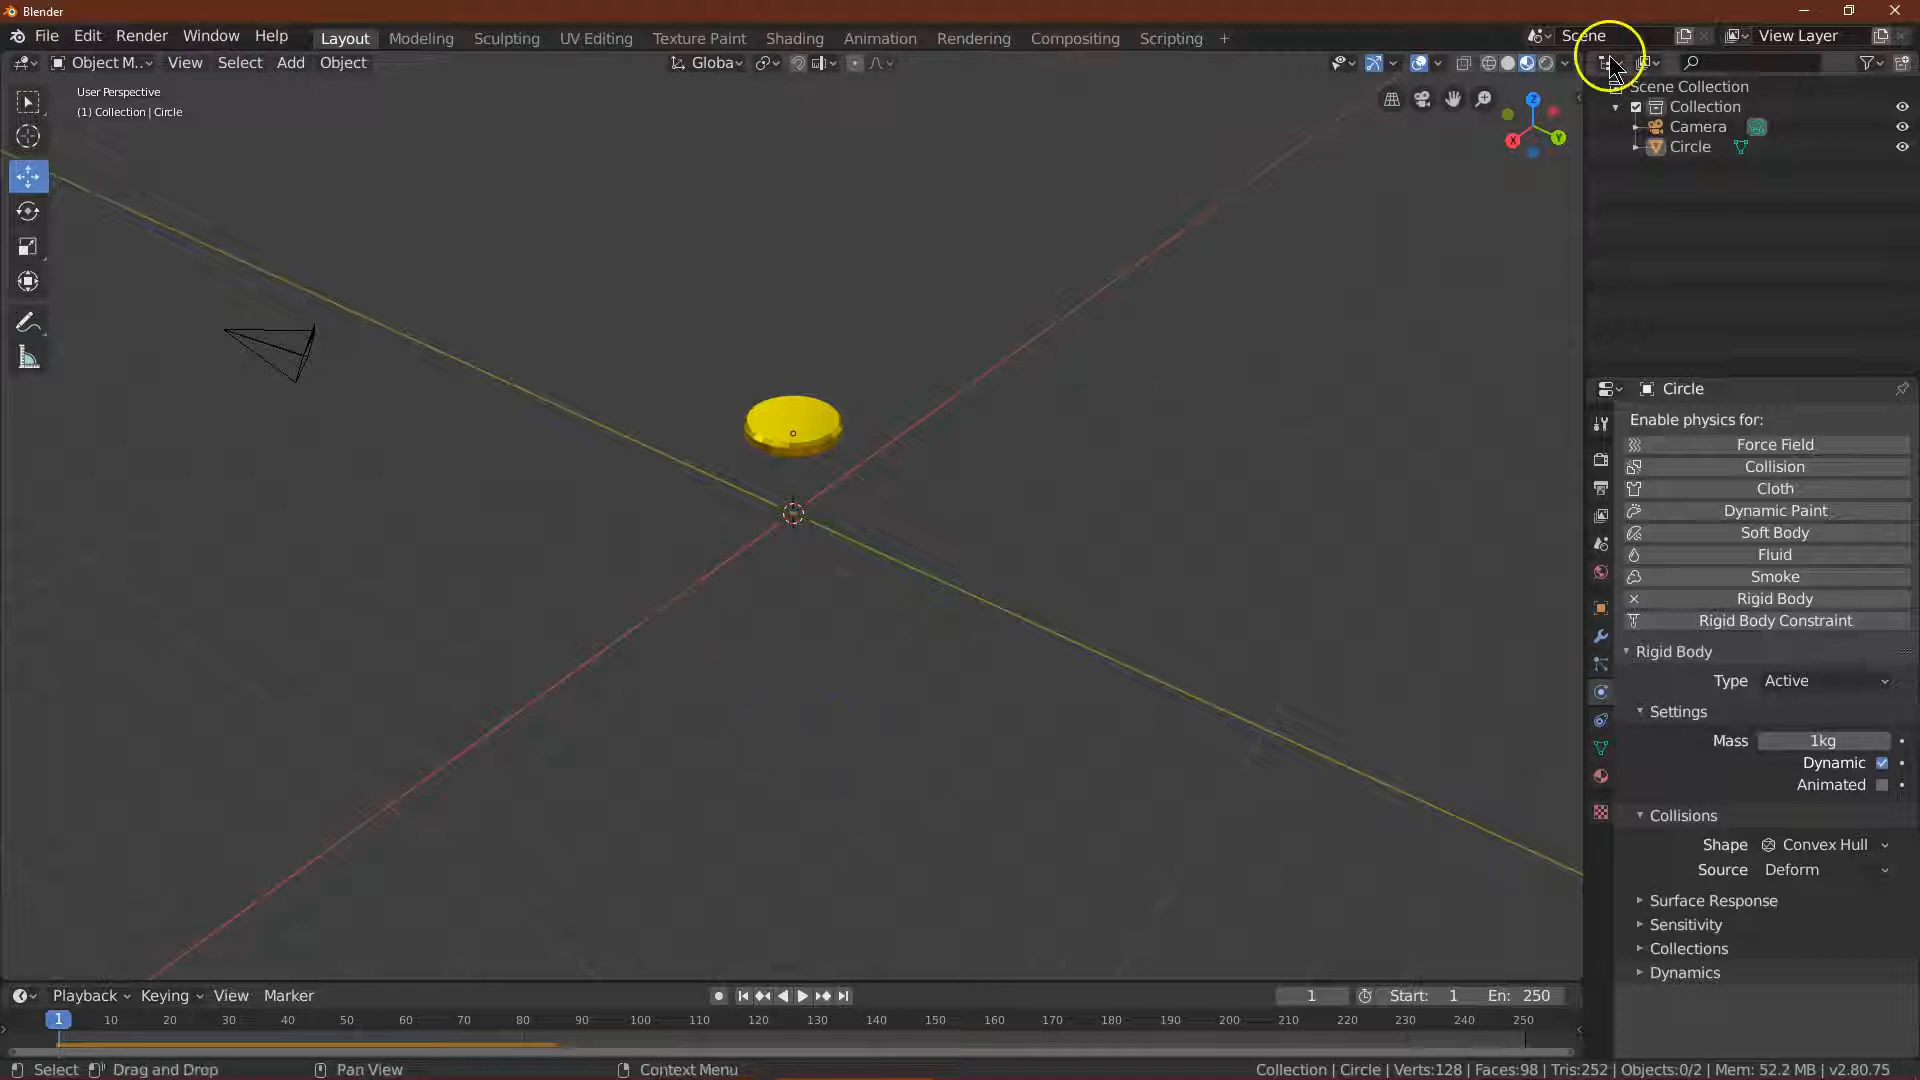 Blender
File Edit Render Window Help Layout Modeling Sculpting UV Editing Texture Paint Shading Animation Rendering Compositing Scripting + Scene View Layer
Object M.. View Select Add Object Globa
User Perspective
(1) Collection | Circle
Z
X
Y
Scene Collection
Collection
Camera
Circle
Circle
Enable physics for:
Force Field
Collision
Cloth
Dynamic Paint
Soft Body
Fluid
Smoke
Rigid Body
Rigid Body Constraint
Rigid Body
Type Active
Settings
Mass 1kg
Dynamic
Animated
Collisions
Shape Convex Hull
Source Deform
Surface Response
Sensitivity
Collections
Dynamics
Playback Keying View Marker 1 Start: 1 En: 250
1 10 20 30 40 50 60 70 80 90 100 110 120 130 140 150 160 170 180 190 200 210 220 230 240 250
Select Drag and Drop Pan View Context Menu Collection | Circle | Verts:128 | Faces:98 | Tris:252 | Objects:0/2 | Mem: 52.2 MB | v2.80.75